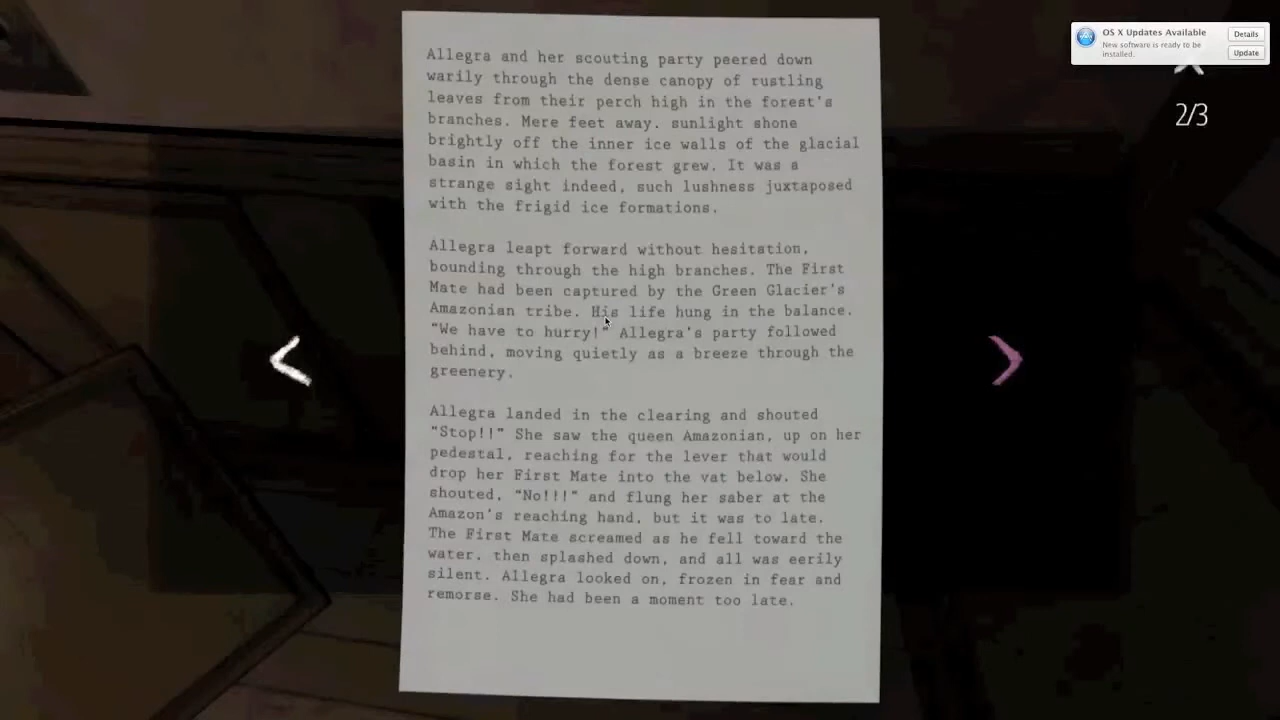 Allegra and her scouting party peered down
warily through the dense canopy of rustling
leaves from their perch high in the forest's
branches. Mere feet away, sunlight shone
brightly off the inner ice walls of the glacial
basin in which the forest grew. It was a
strange sight indeed, such lushness juxtaposed
with the frigid ice formations.
Allegra leapt forward without hesitation,
bounding through the high branches. The First
Mate had been captured by the Green Glacier's
Amazonian tribe. His life hung in the balance.
"We have to hurry!" Allegra's party followed
behind, moving quietly as a breeze through the
greenery.
Allegra landed in the clearing and shouted
"Stop!!" She saw the queen Amazonian, up on her
pedestal, reaching for the lever that would
drop her First Mate into the vat below. She
shouted, "No!!!" and flung her saber at the
Amazon's reaching hand, but it was to late.
The First Mate screamed as he fell toward the
water, then splashed down, and all was eerily
silent. Allegra looked on, frozen in fear and
remorse. She had been a moment too late.
OS X Updates Available
New software is ready to be
installed.
Details
Update
2/3